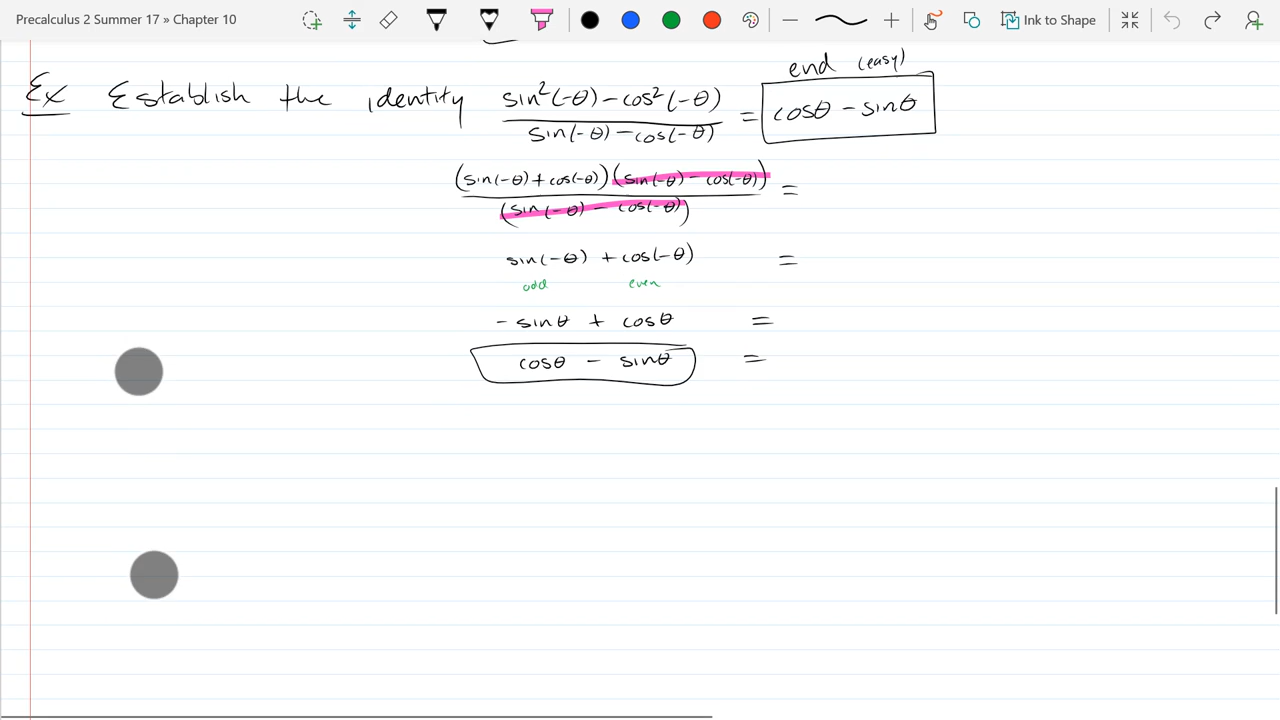 Precalculus 2 Summer 17 » Chapter 10
Ink to Shape
end (easy)
Ex Establish the identity (sin²(-θ) - cos²(-θ)) / (sin(-θ) - cos(-θ)) = cosθ - sinθ
(sin(-θ) + cos(-θ))(sin(-θ) - cos(-θ)) / (sin(-θ) - cos(-θ)) =
sin(-θ) + cos(-θ) =
odd even
- sinθ + cosθ =
cosθ - sinθ =